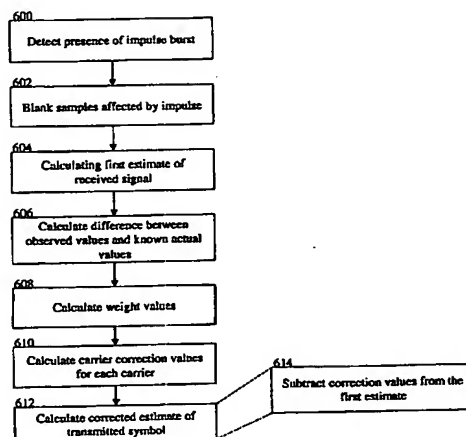 600
Detect presence of impulse burst
602
Blank samples affected by impulse
604
Calculating first estimate of
received signal
606
Calculate difference between
observed values and known actual
values
608
Calculate weight values
610
Calculate carrier correction values
for each carrier
612
Calculate corrected estimate of
transmitted symbol
614
Subtract correction values from the
first estimate